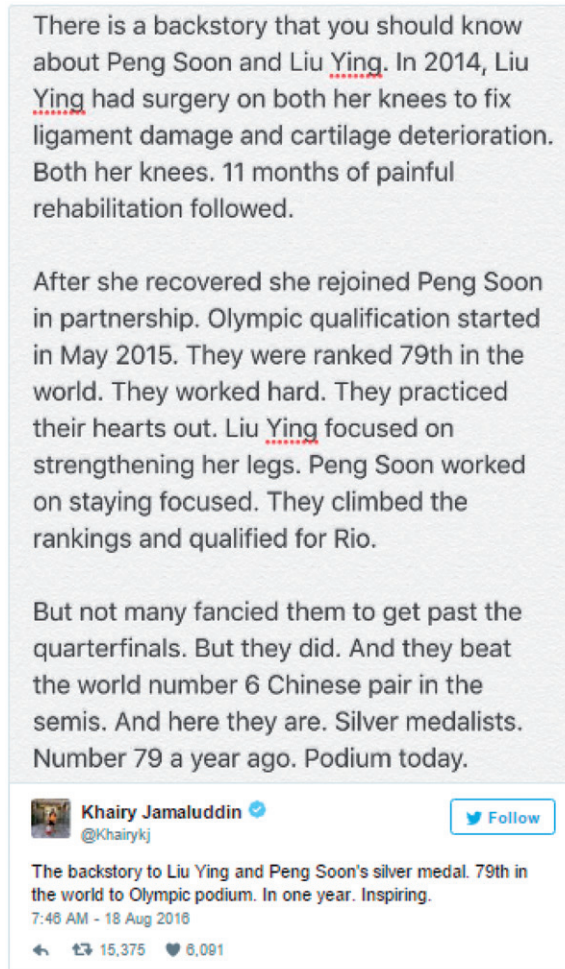 There is a backstory that you should know
about Peng Soon and Liu Ying. In 2014, Liu
Ying had surgery on both her knees to fix
ligament damage and cartilage deterioration.
Both her knees. 11 months of painful
rehabilitation followed.
After she recovered she rejoined Peng Soon
in partnership. Olympic qualification started
in May 2015. They were ranked 79th in the
world. They worked hard. They practiced
their hearts out. Liu Ying focused on
strengthening her legs. Peng Soon worked
on staying focused. They climbed the
rankings and qualified for Rio.
But not many fancied them to get past the
quarterfinals. But they did. And they beat
the world number 6 Chinese pair in the
semis. And here they are. Silver medalists.
Number 79 a year ago. Podium today.
Khairy Jamaluddin
@Khairykj
Follow
The backstory to Liu Ying and Peng Soon's silver medal. 79th in
the world to Olympic podium. In one year. Inspiring.
7:46 AM - 18 Aug 2016
15,375 6,091